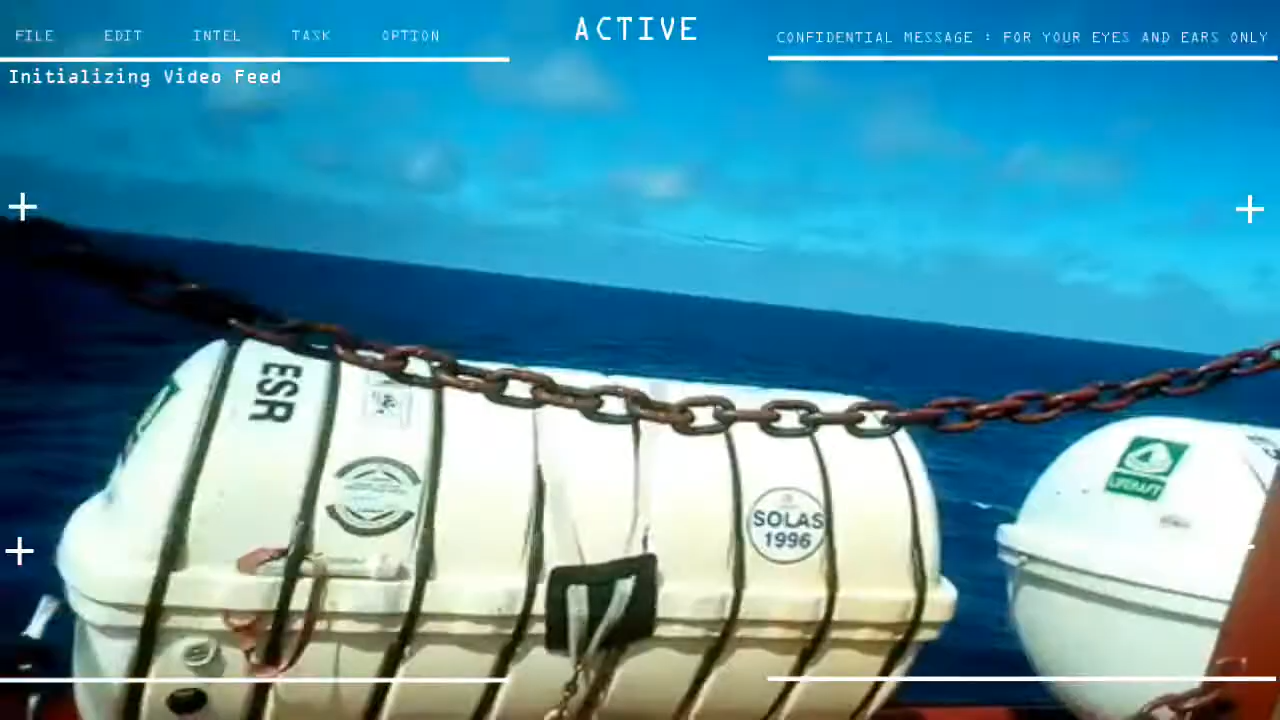 FILE EDIT INTEL TASK OPTION
ACTIVE
CONFIDENTIAL MESSAGE : FOR YOUR EYES AND EARS ONLY
Initializing Video Feed
ESR
SOLAS
1996
LIFERAFT